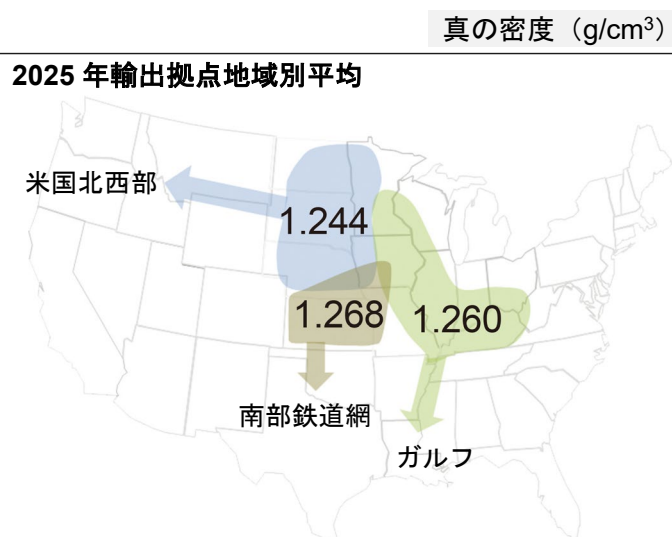 真の密度（g/cm³）
2025 年輸出拠点地域別平均
米国北西部
1.244
1.268
1.260
南部鉄道網
ガルフ